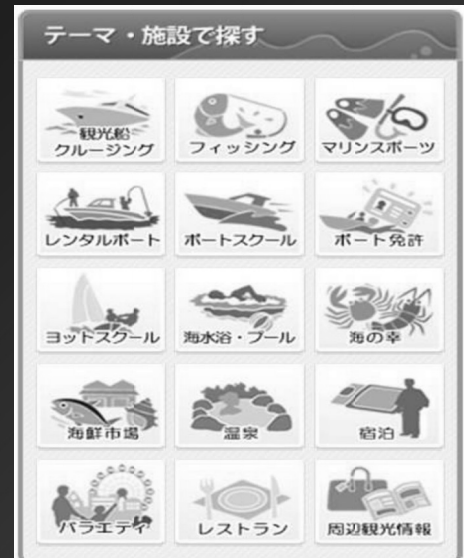 テーマ・施設で探す
観光船
クルージング
フィッシング
マリンスポーツ
レンタルボート
ボートスクール
ボート免許
ヨットスクール
海水浴・プール
海の幸
海鮮市場
温泉
宿泊
バラエティ
レストラン
周辺観光情報